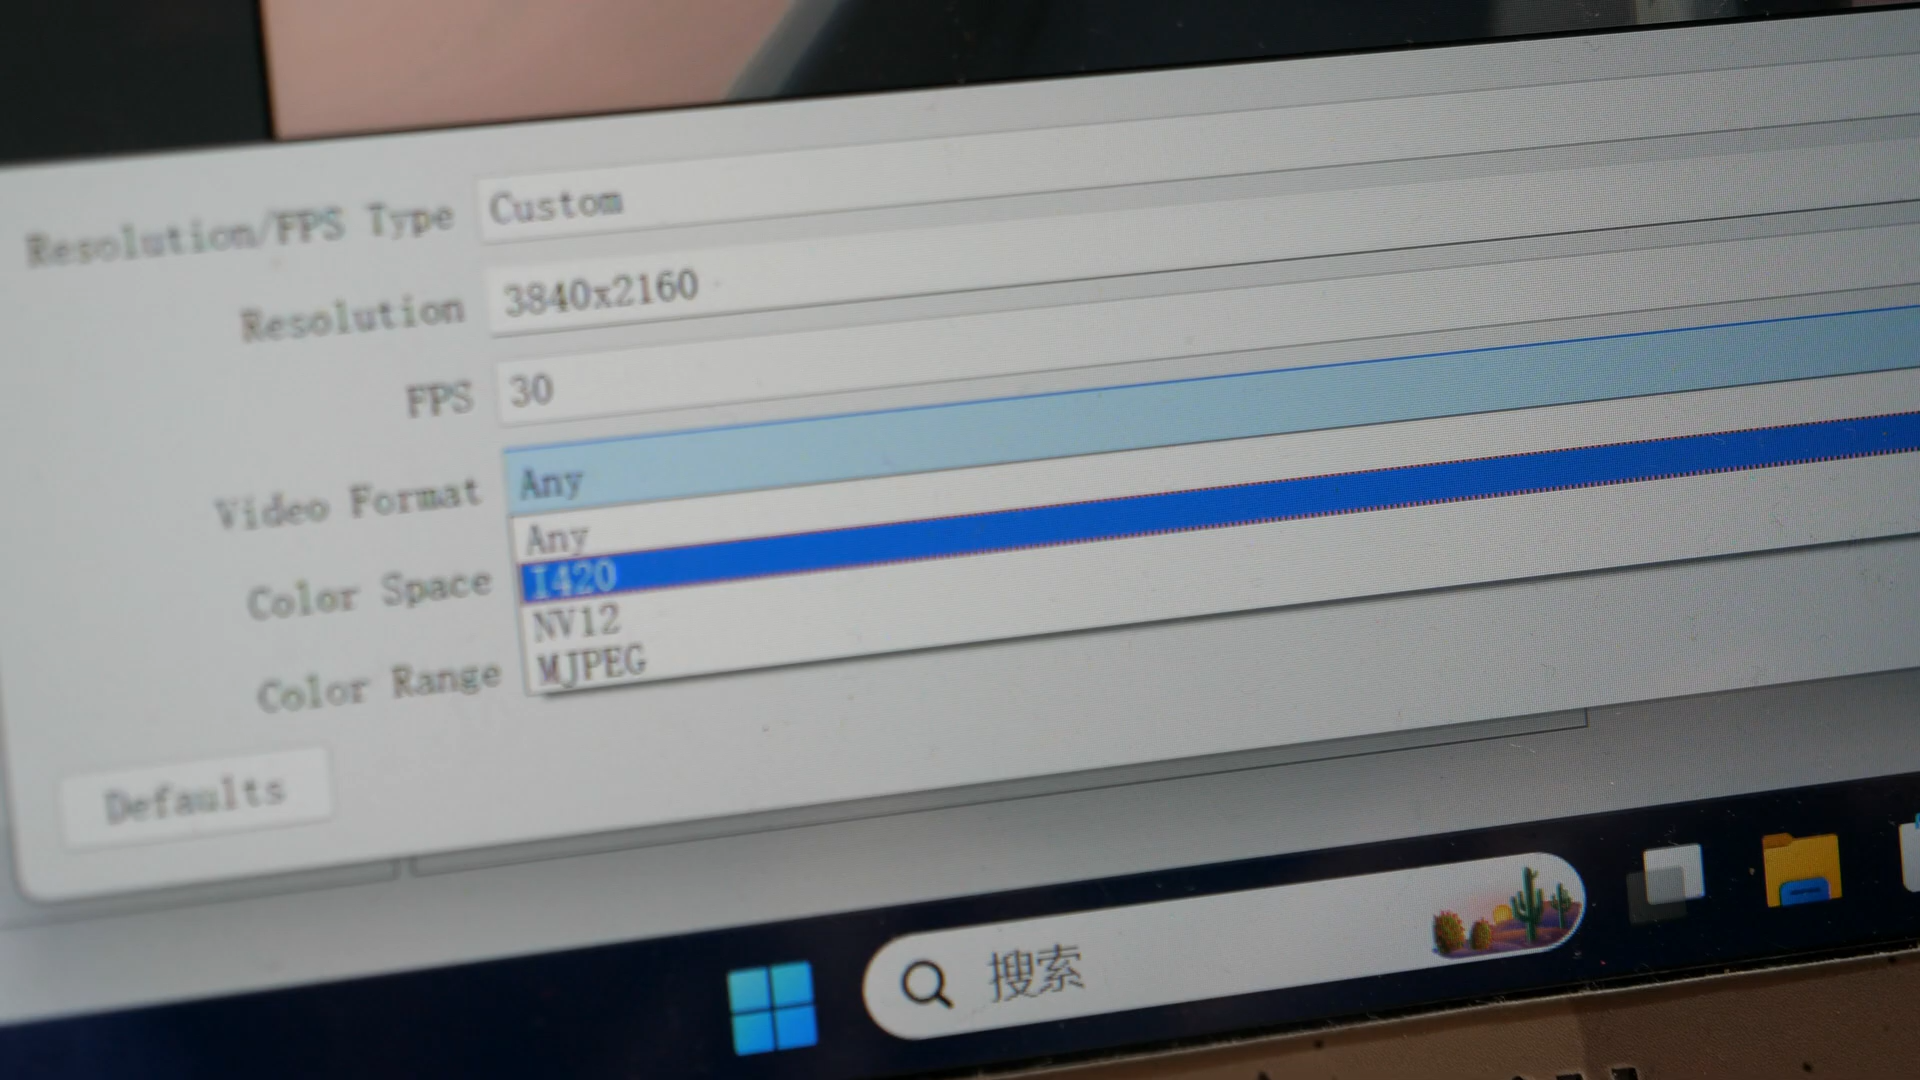 Resolution/FPS Type Custom
Resolution 3840x2160
FPS 30
Video Format Any
Any
I420
Color Space
NV12
MJPEG
Color Range
Defaults
搜索